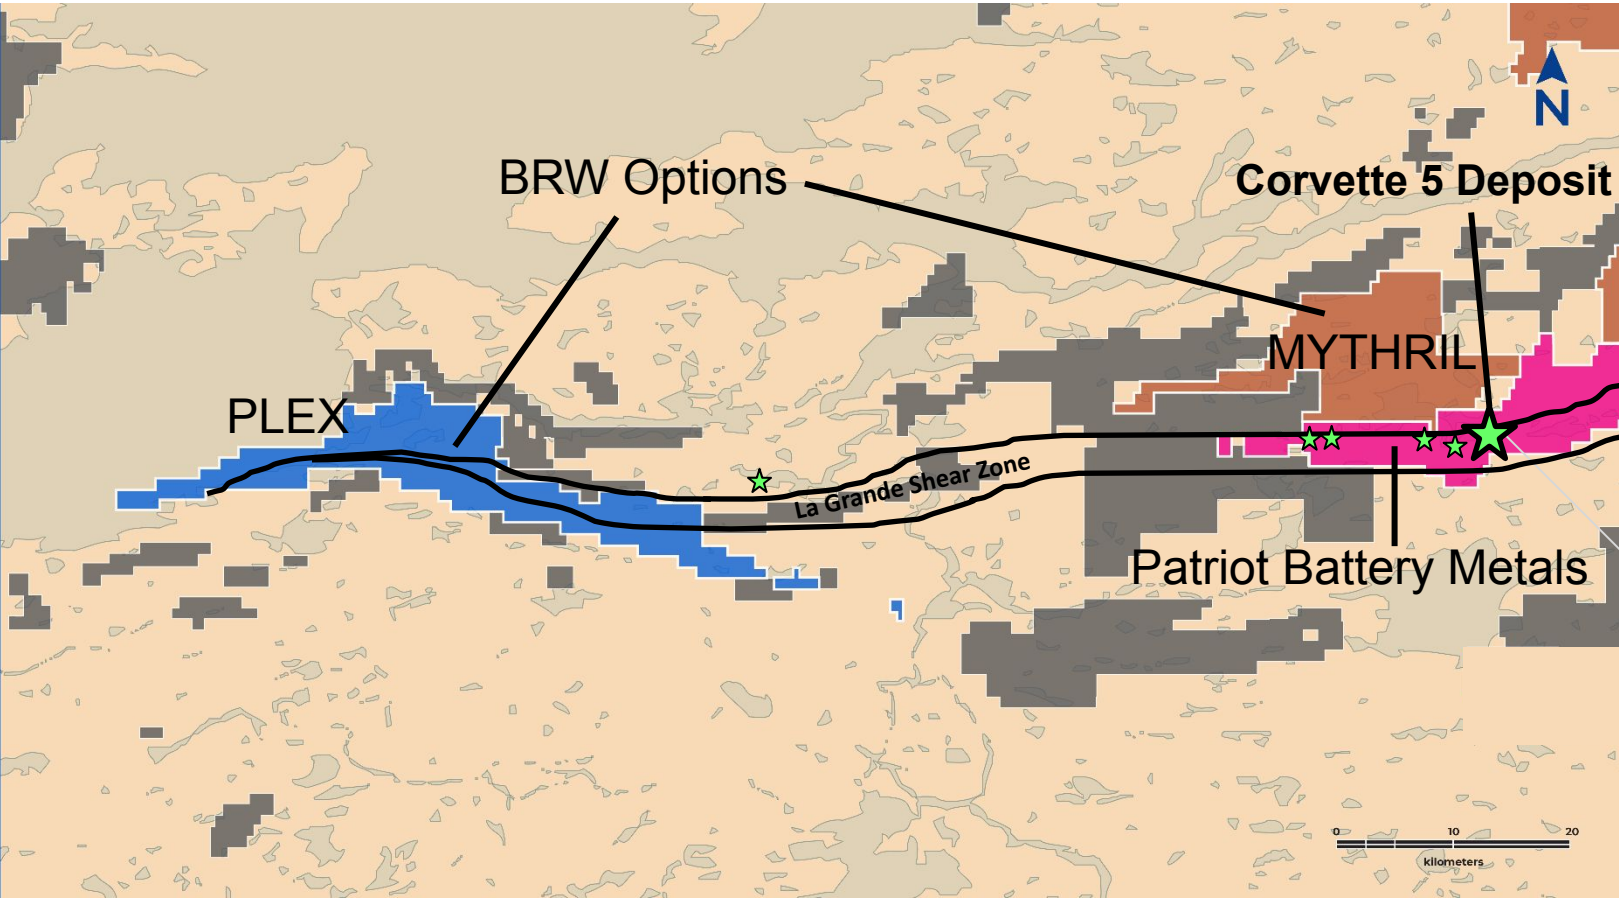 N
BRW Options
Corvette 5 Deposit
MYTHRIL
PLEX
La Grande Shear Zone
Patriot Battery Metals
0 10 20
kilometers